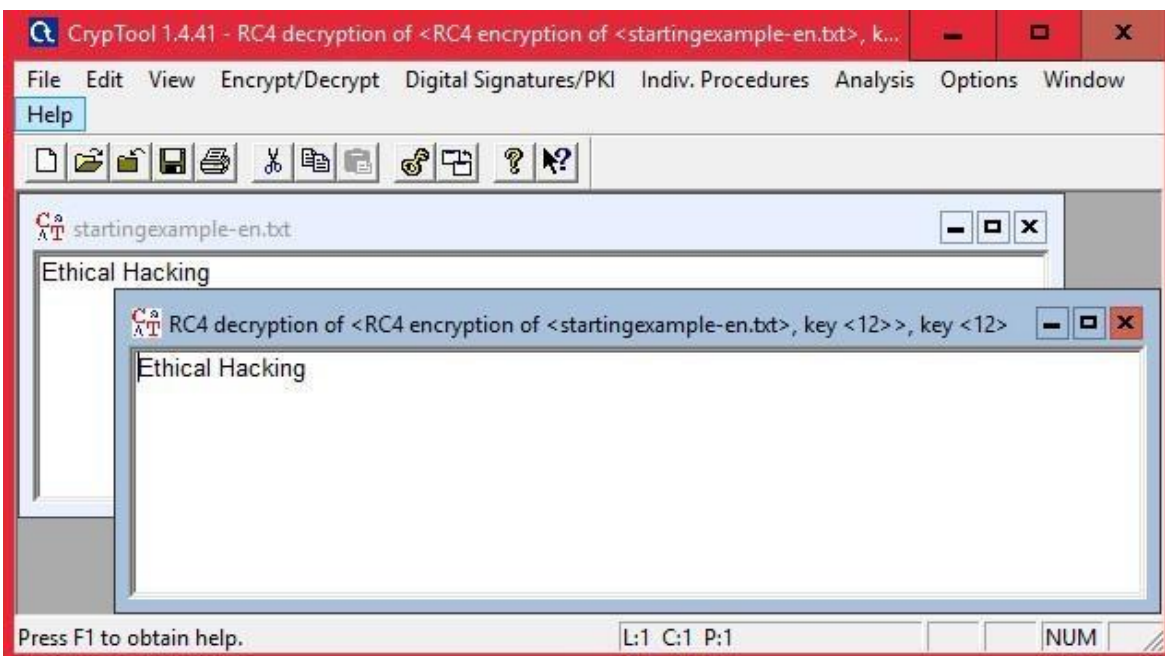 CrypTool 1.4.41 - RC4 decryption of <RC4 encryption of <startingexample-en.txt>, k...
File Edit View Encrypt/Decrypt Digital Signatures/PKI Indiv. Procedures Analysis Options Window
Help
startingexample-en.txt
Ethical Hacking
RC4 decryption of <RC4 encryption of <startingexample-en.txt>, key <12>>, key <12>
Ethical Hacking
Press F1 to obtain help. L:1 C:1 P:1 NUM